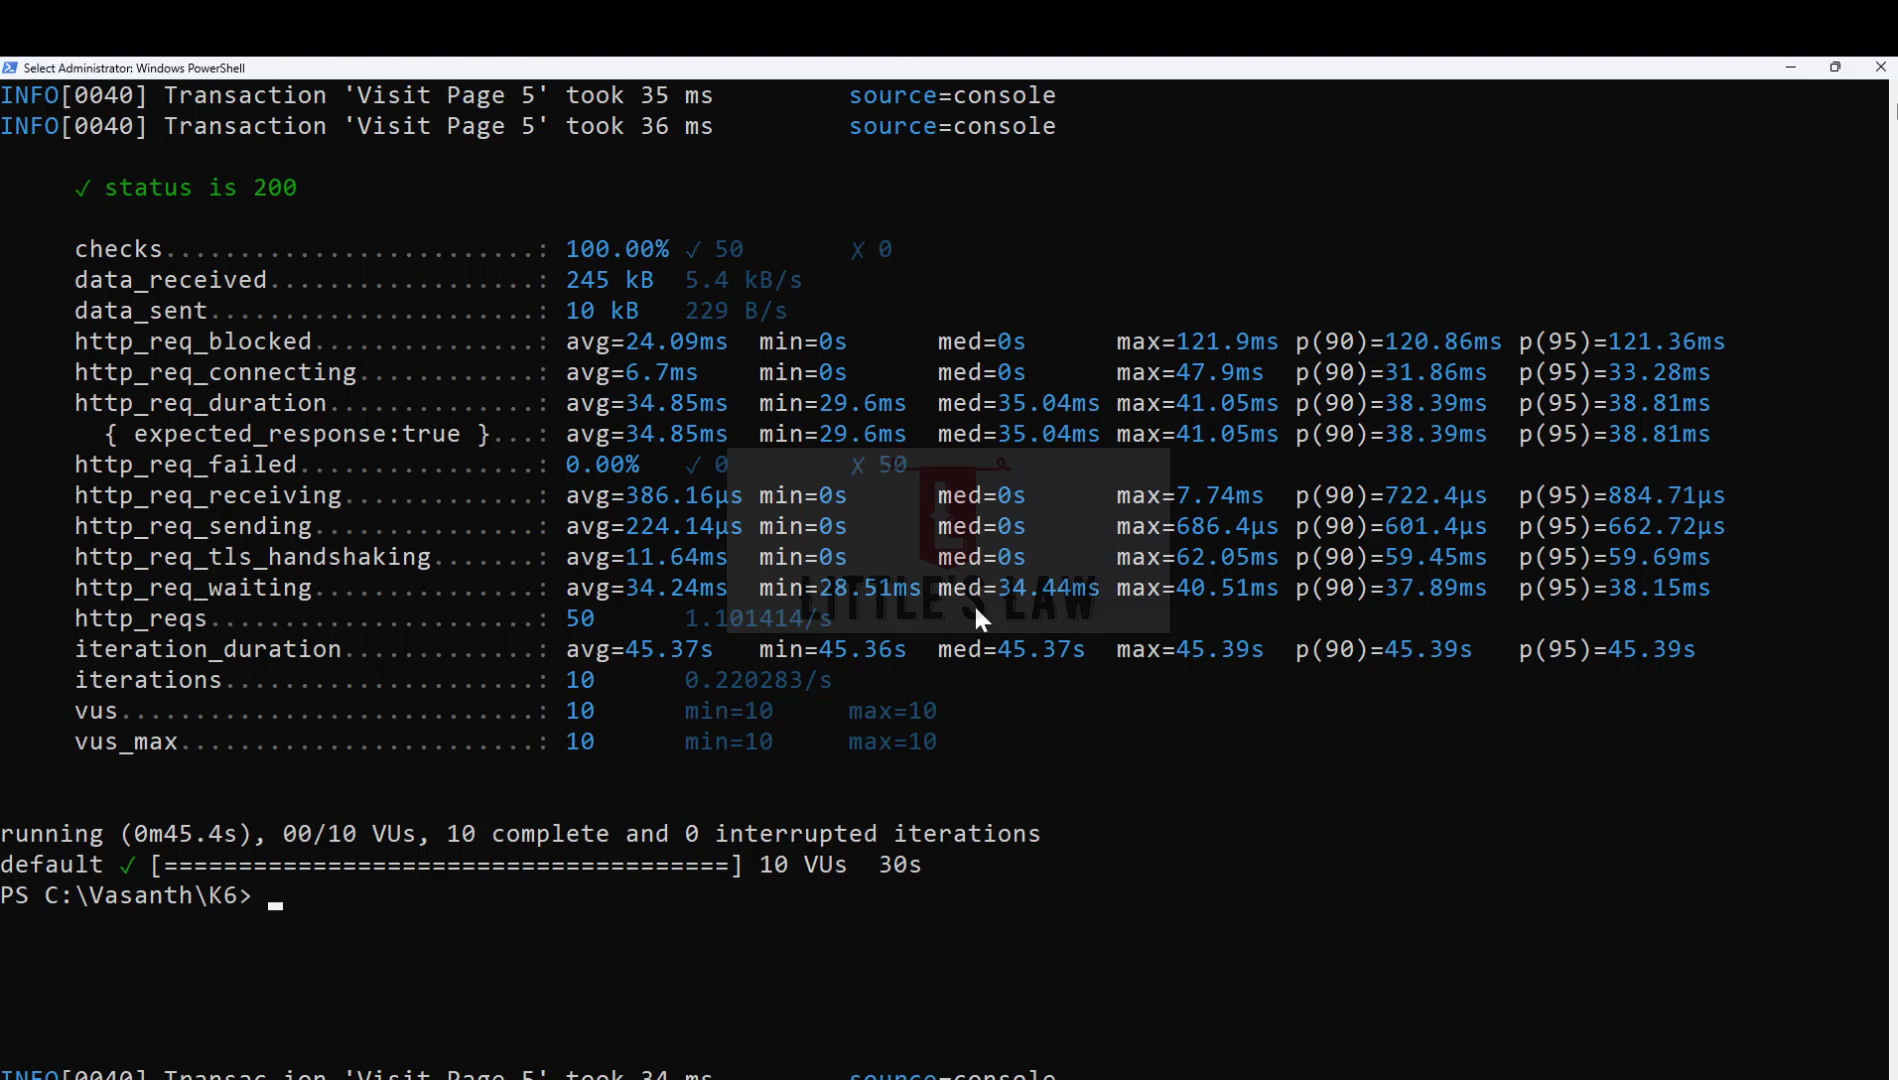 Select Administrator: Windows PowerShell
INFO[0040] Transaction 'Visit Page 5' took 35 ms source=console
INFO[0040] Transaction 'Visit Page 5' took 36 ms source=console
✓ status is 200
checks.........................: 100.00% ✓ 50 ✗ 0
data_received..................: 245 kB 5.4 kB/s
data_sent......................: 10 kB 229 B/s
http_req_blocked...............: avg=24.09ms min=0s med=0s max=121.9ms p(90)=120.86ms p(95)=121.36ms
http_req_connecting............: avg=6.7ms min=0s med=0s max=47.9ms p(90)=31.86ms p(95)=33.28ms
http_req_duration..............: avg=34.85ms min=29.6ms med=35.04ms max=41.05ms p(90)=38.39ms p(95)=38.81ms
{ expected_response:true }...: avg=34.85ms min=29.6ms med=35.04ms max=41.05ms p(90)=38.39ms p(95)=38.81ms
http_req_failed................: 0.00% ✓ 0 ✗ 50
http_req_receiving.............: avg=386.16µs min=0s med=0s max=7.74ms p(90)=722.4µs p(95)=884.71µs
http_req_sending...............: avg=224.14µs min=0s med=0s max=686.4µs p(90)=601.4µs p(95)=662.72µs
http_req_tls_handshaking.......: avg=11.64ms min=0s med=0s max=62.05ms p(90)=59.45ms p(95)=59.69ms
http_req_waiting...............: avg=34.24ms min=28.51ms med=34.44ms max=40.51ms p(90)=37.89ms p(95)=38.15ms
LITTLE'S LAW
http_reqs......................: 50 1.101414/s
iteration_duration.............: avg=45.37s min=45.36s med=45.37s max=45.39s p(90)=45.39s p(95)=45.39s
iterations.....................: 10 0.220283/s
vus............................: 10 min=10 max=10
vus_max........................: 10 min=10 max=10
running (0m45.4s), 00/10 VUs, 10 complete and 0 interrupted iterations
default ✓ [======================================] 10 VUs 30s
PS C:\Vasanth\K6>
INFO[0040] Transac ion 'Visit Page 5' took 34 ms source=console